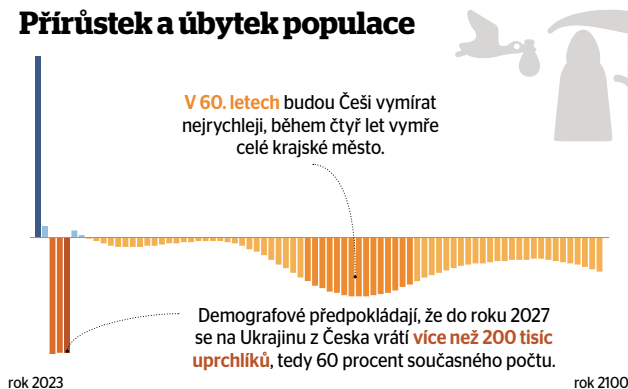 Přírůstek a úbytek populace
V 60. letech budou Češi vymírat
nejrychleji, během čtyř let vymře
celé krajské město.
Demografové předpokládají, že do roku 2027
se na Ukrajinu z Česka vrátí více než 200 tisíc
uprchlíků, tedy 60 procent současného počtu.
rok 2023
rok 2100